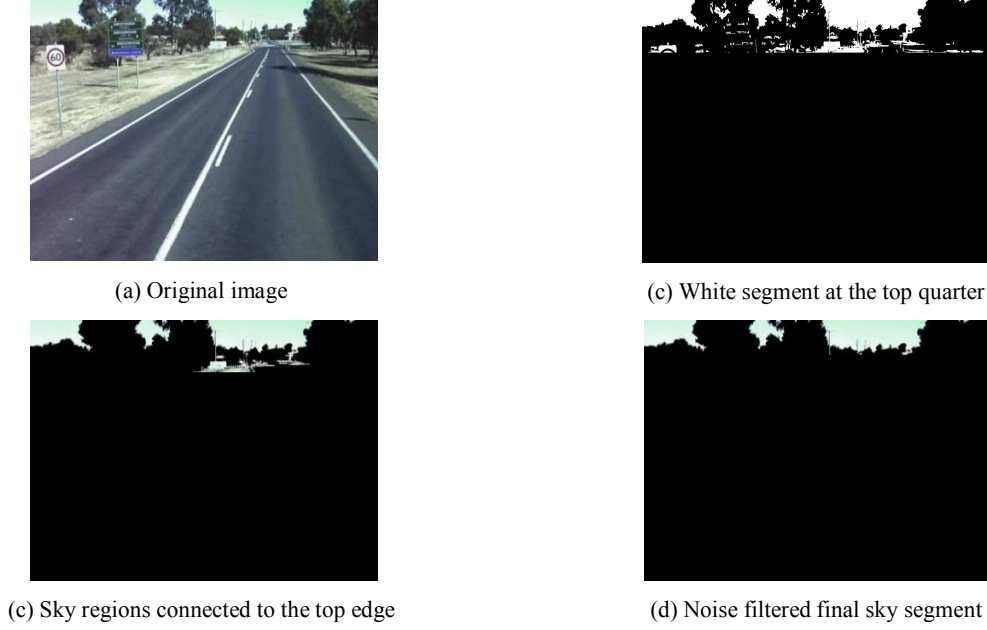 60
(a) Original image
(c) White segment at the top quarter
(c) Sky regions connected to the top edge
(d) Noise filtered final sky segment